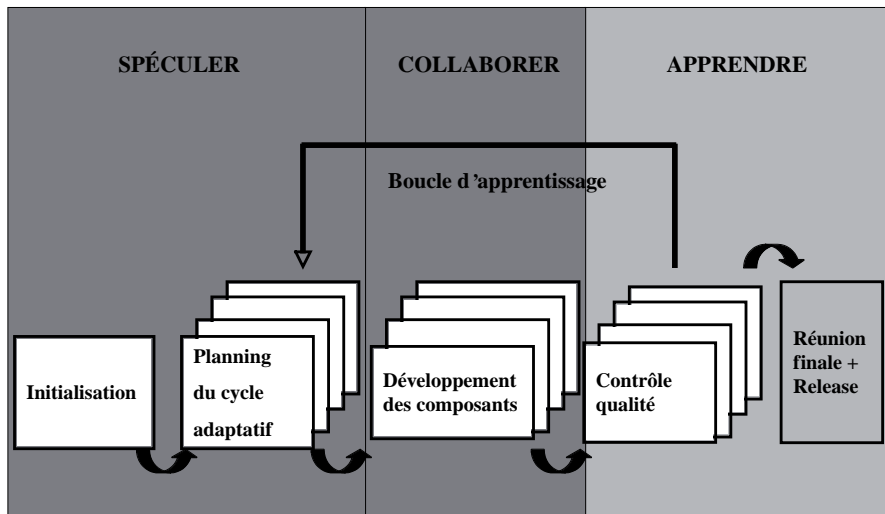 SPÉCULER
COLLABORER
APPRENDRE
Boucle d ’apprentissage
Initialisation
Planning
du cycle
adaptatif
Développement
des composants
Contrôle
qualité
Réunion
finale +
Release